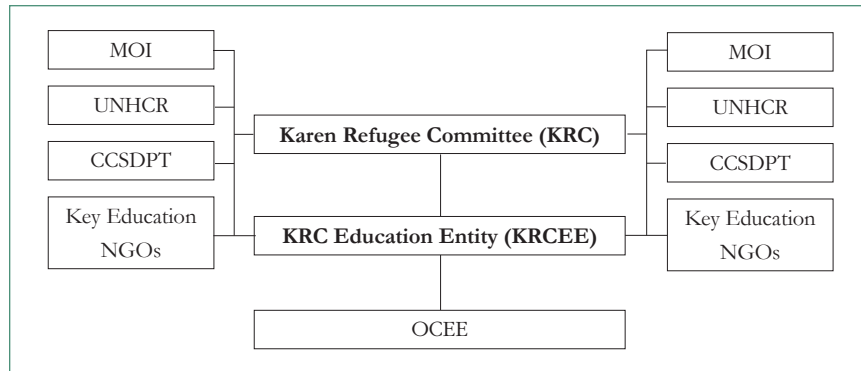 MOI
UNHCR
CCSDPT
Key Education
NGOs
Karen Refugee Committee (KRC)
KRC Education Entity (KRCEE)
OCEE
MOI
UNHCR
CCSDPT
Key Education
NGOs